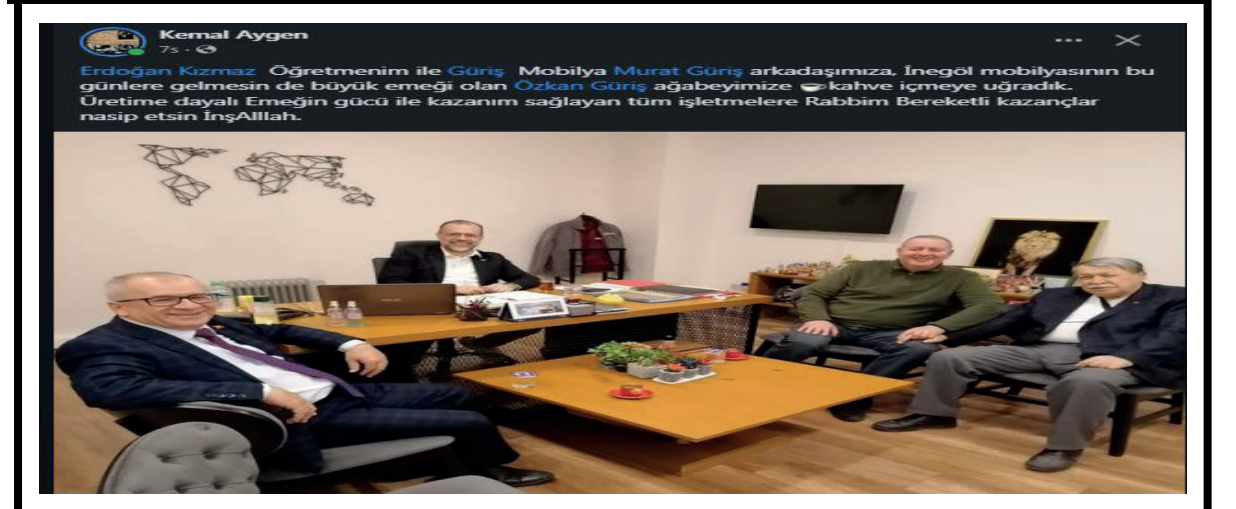 Kemal Aygen
7s ·
Erdoğan Kızmaz Öğretmenim ile Güriş Mobilya Murat Güriş arkadaşımıza, İnegöl mobilyasının bu
günlere gelmesin de büyük emeği olan Özkan Güriş ağabeyimize ☕kahve içmeye uğradık.
Üretime dayalı Emeğin gücü ile kazanım sağlayan tüm işletmelere Rabbim Bereketli kazançlar
nasip etsin İnşAlllah.